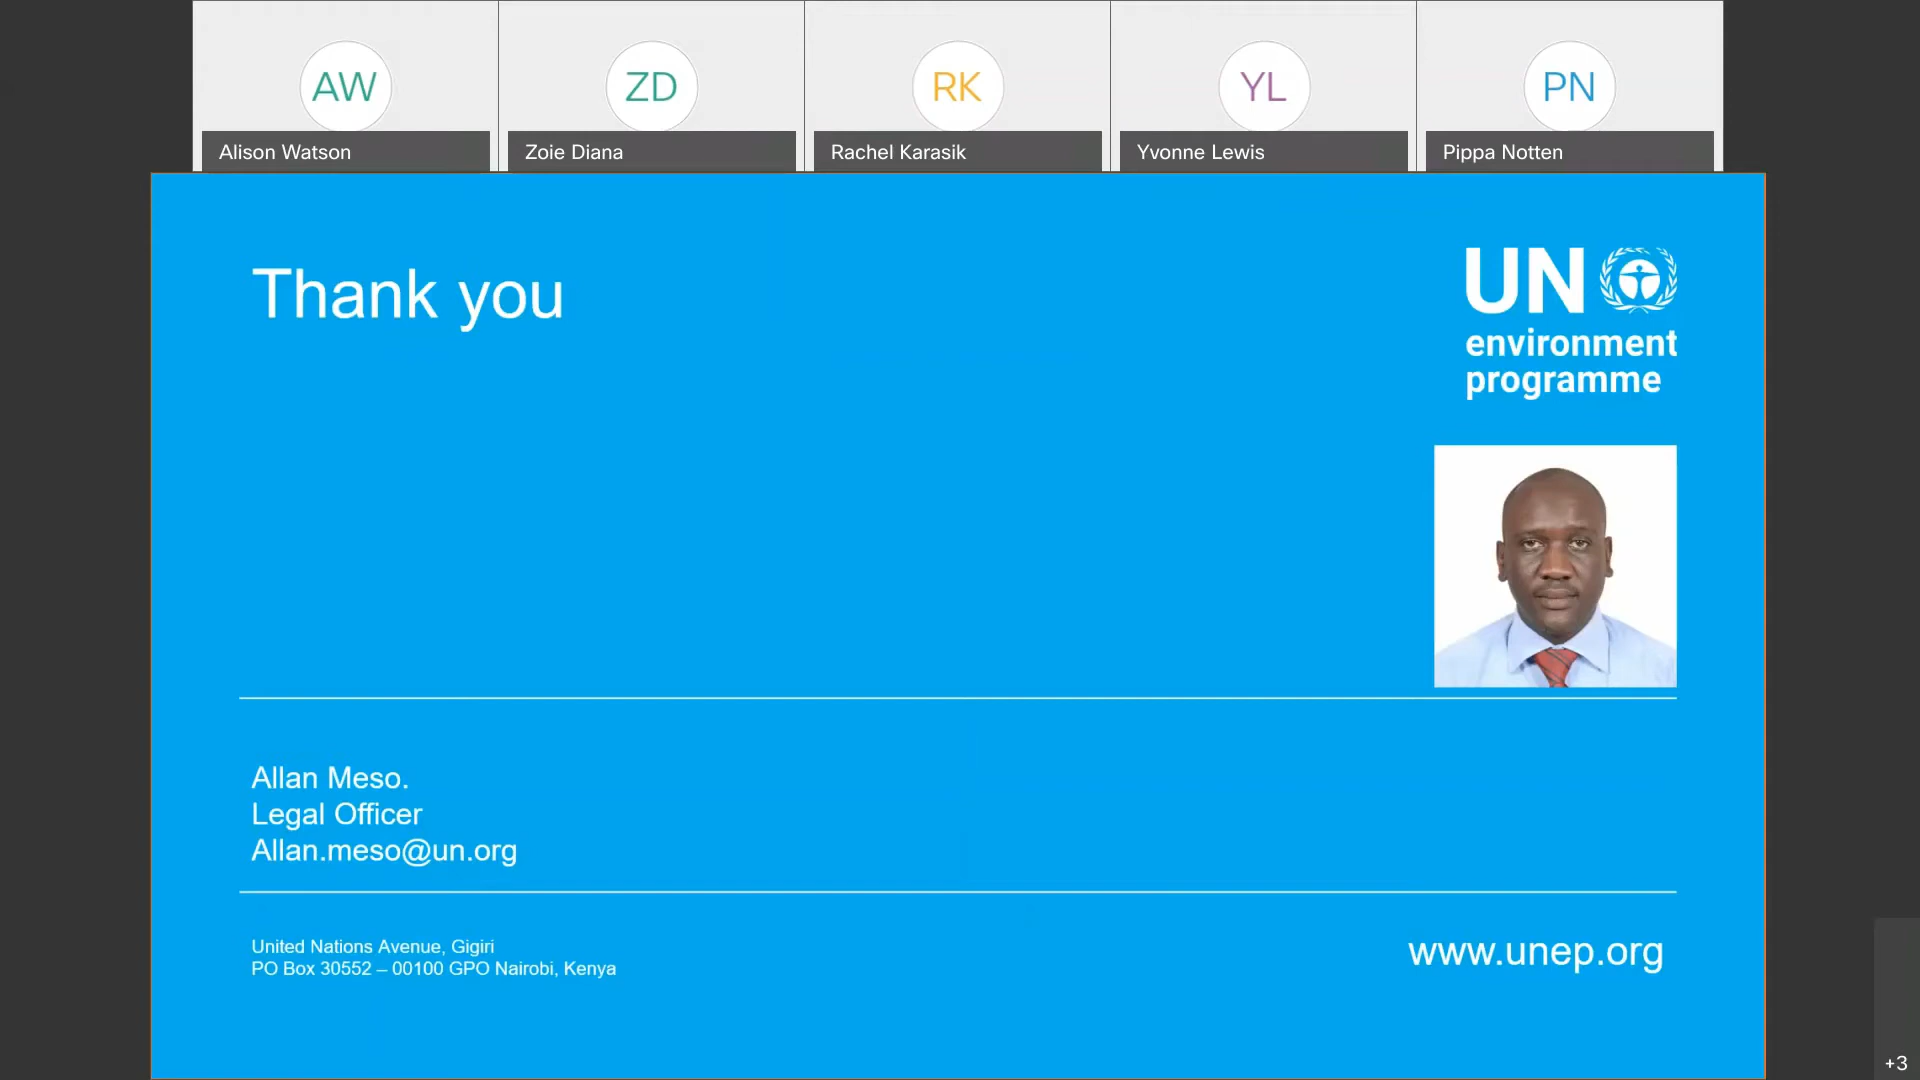 AW
ZD
RK
YL
PN
Alison Watson
Zoie Diana
Rachel Karasik
Yvonne Lewis
Pippa Notten
Thank you
UN
environment
programme
Allan Meso.
Legal Officer
Allan.meso@un.org
United Nations Avenue, Gigiri
PO Box 30552 – 00100 GPO Nairobi, Kenya
www.unep.org
+3